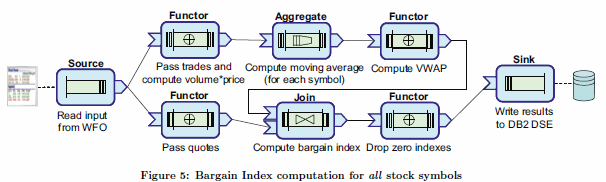 Functor
Aggregate
Functor
Source
Pass trades and
compute volume*price
Compute moving average
(for each symbol)
Compute VWAP
Sink
Read input
from WFO
Functor
Join
Functor
Pass quotes
Compute bargain index
Drop zero indexes
Write results
to DB2 DSE
Figure 5: Bargain Index computation for all stock symbols